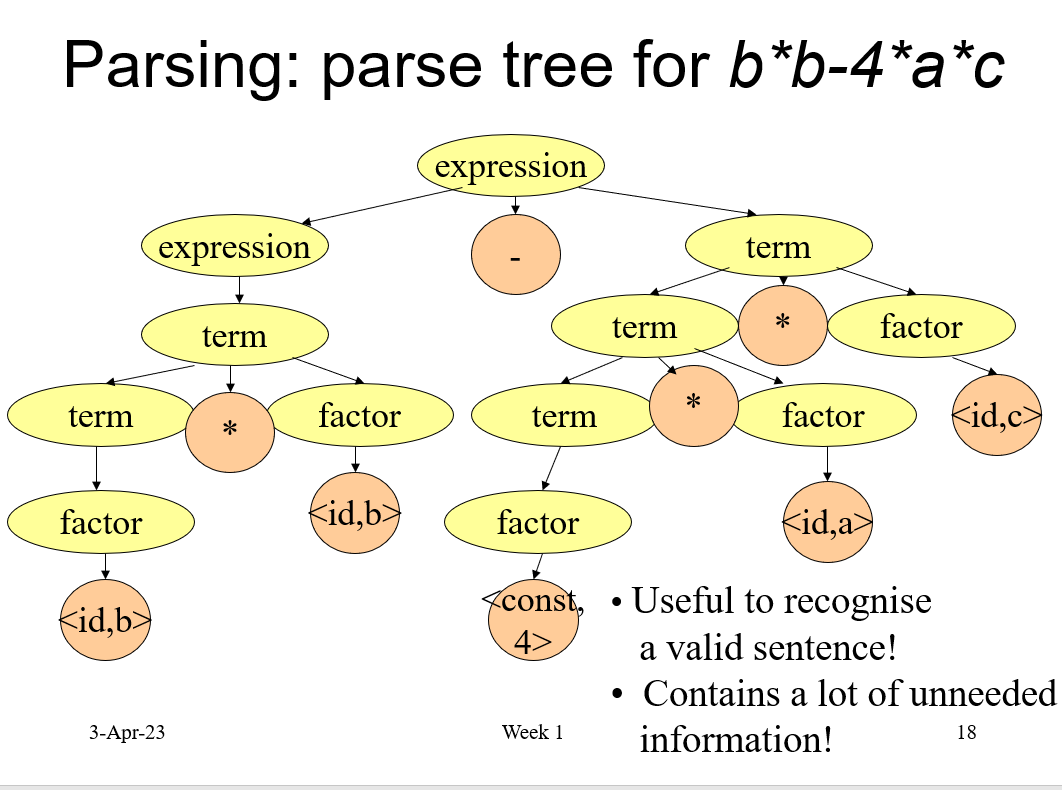 Parsing: parse tree for b*b-4*a*c
expression
expression
-
term
term
term
*
factor
term
*
factor
term
*
factor
<id,c>
factor
<id,b>
factor
<id,a>
<id,b>
<const,
4>
• Useful to recognise
a valid sentence!
• Contains a lot of unneeded
information!
3-Apr-23
Week 1
18